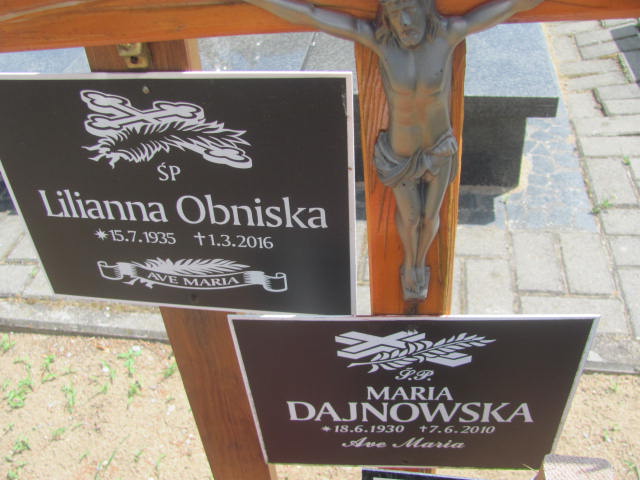 ŚP
Lilianna Obniska
*15.7.1935 †1.3.2016
AVE MARIA
Ś.P.
MARIA
DAJNOWSKA
*18.6.1930 †7.6.2010
Ave Maria